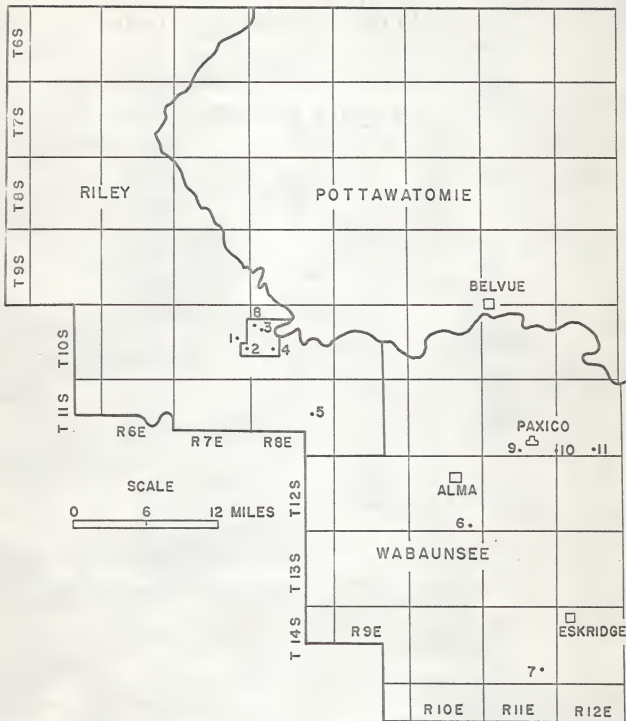 T6S
T7S
T8S
T9S
T10S
T11S
RILEY
POTTAWATOMIE
BELVUE
8
3
1
2
4
5
R6E
R7E
R8E
PAXICO
9
10
11
SCALE
0 6 12 MILES
T12S
T13S
T14S
ALMA
6
WABAUNSEE
R9E
ESKRIDGE
7
R10E
R11E
R12E